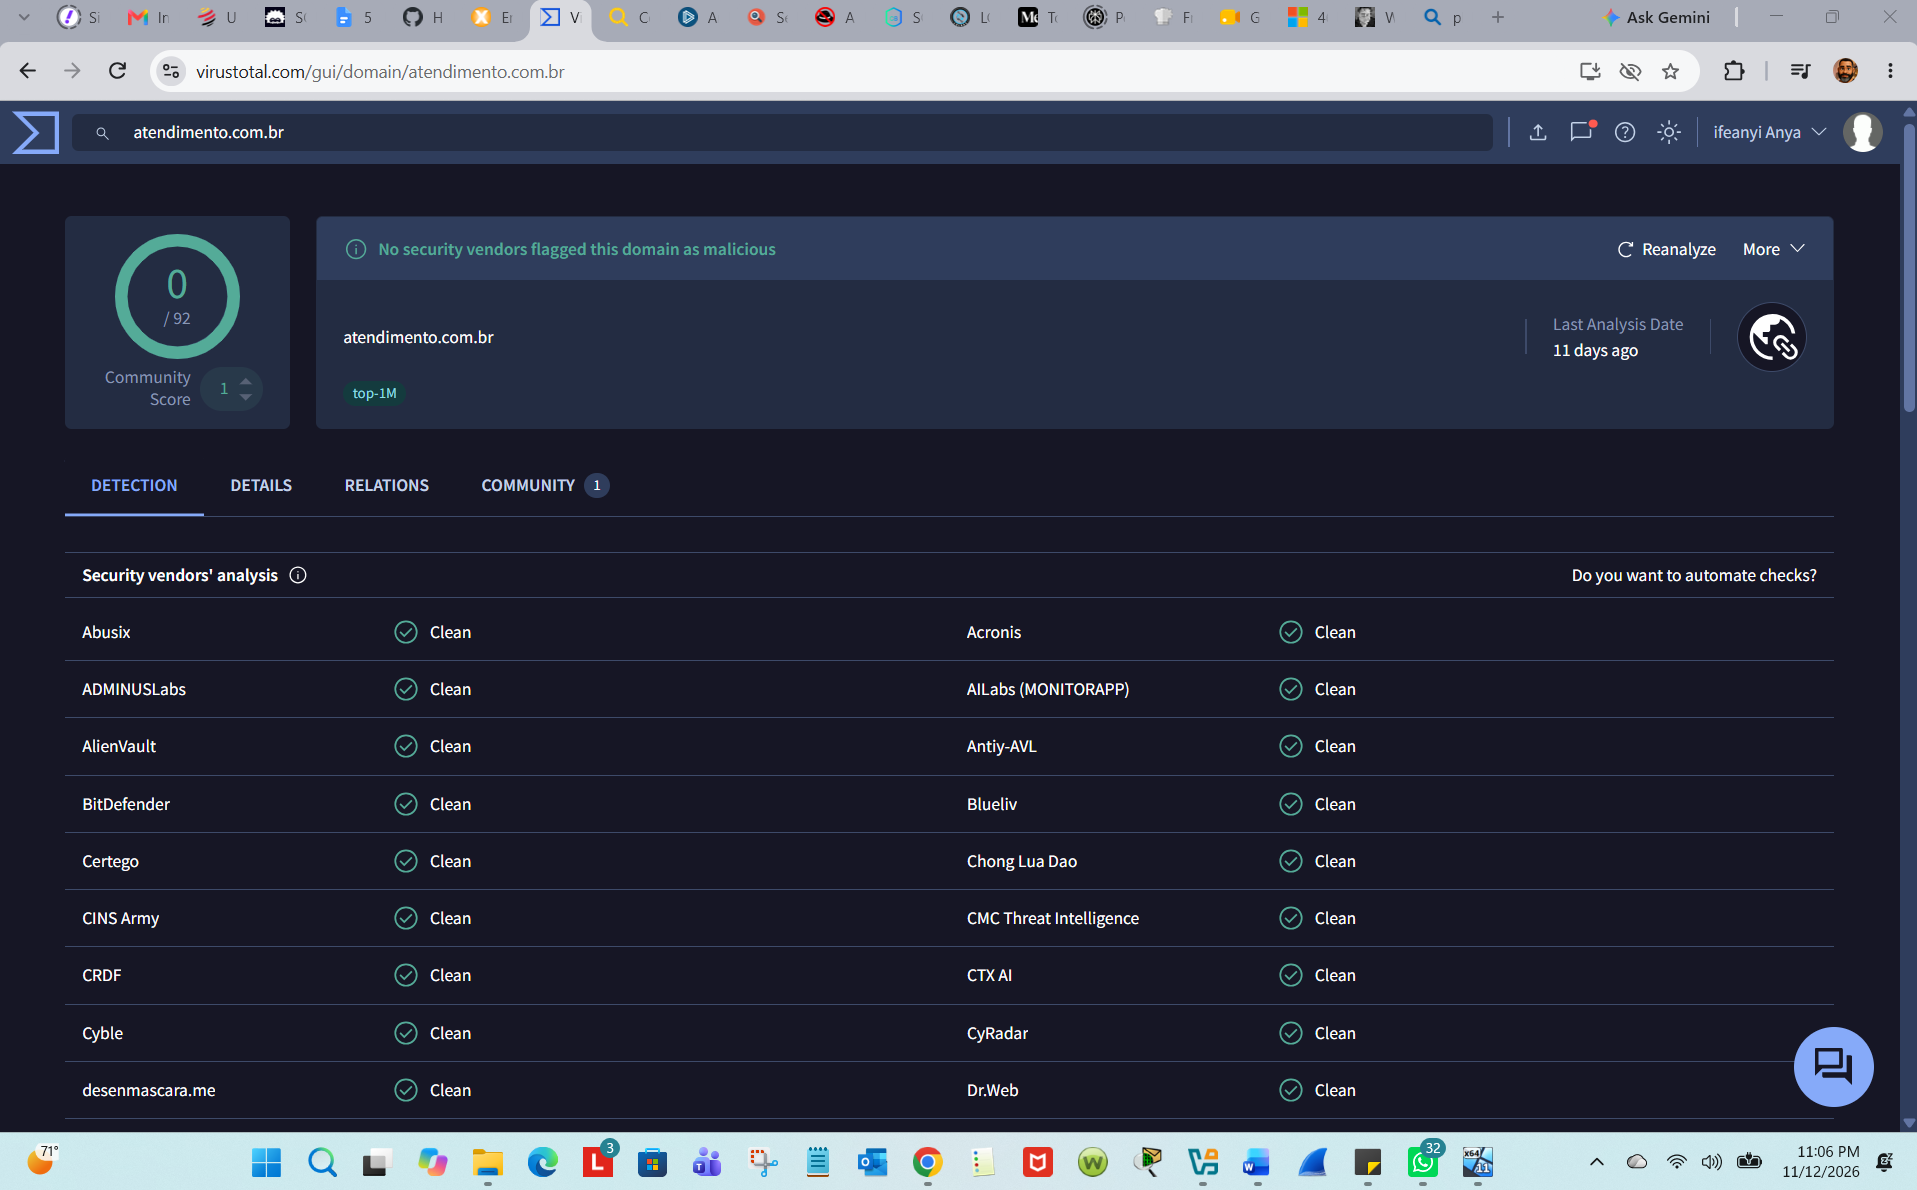 Ask Gemini
virustotal.com/gui/domain/atendimento.com.br
atendimento.com.br
ifeanyi Anya
0
/ 92
Community
Score
1
No security vendors flagged this domain as malicious
Reanalyze
More
atendimento.com.br
top-1M
Last Analysis Date
11 days ago
DETECTION
DETAILS
RELATIONS
COMMUNITY 1
Security vendors' analysis
Do you want to automate checks?
Abusix Clean Acronis Clean
ADMINUSLabs Clean AILabs (MONITORAPP) Clean
AlienVault Clean Antiy-AVL Clean
BitDefender Clean Blueliv Clean
Certego Clean Chong Lua Dao Clean
CINS Army Clean CMC Threat Intelligence Clean
CRDF Clean CTX AI Clean
Cyble Clean CyRadar Clean
desenmascara.me Clean Dr.Web Clean
71°
3
32
11:06 PM
11/12/2026